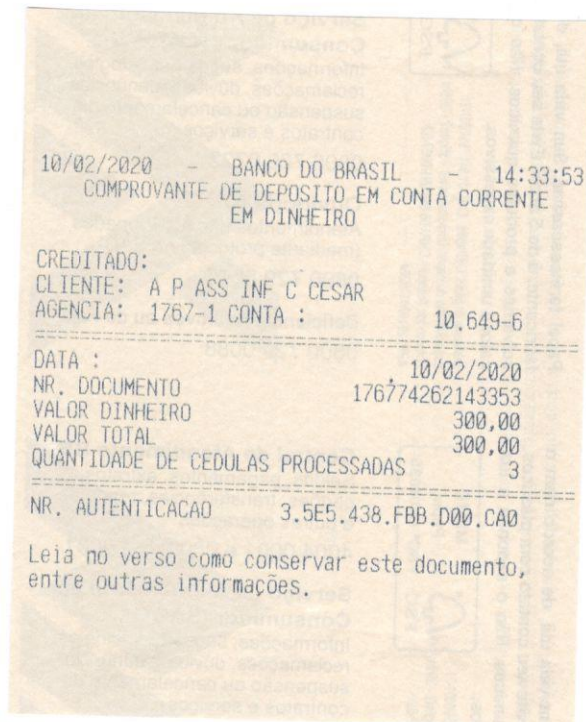 10/02/2020 - BANCO DO BRASIL - 14:33:53
COMPROVANTE DE DEPOSITO EM CONTA CORRENTE
EM DINHEIRO
CREDITADO:
CLIENTE: A P ASS INF C CESAR
AGENCIA: 1767-1 CONTA : 10.649-6
DATA : 10/02/2020
NR. DOCUMENTO 176774262143353
VALOR DINHEIRO 300,00
VALOR TOTAL 300,00
QUANTIDADE DE CEDULAS PROCESSADAS 3
NR. AUTENTICACAO 3.5E5.438.FBB.D00.CA0
Leia no verso como conservar este documento,
entre outras informações.